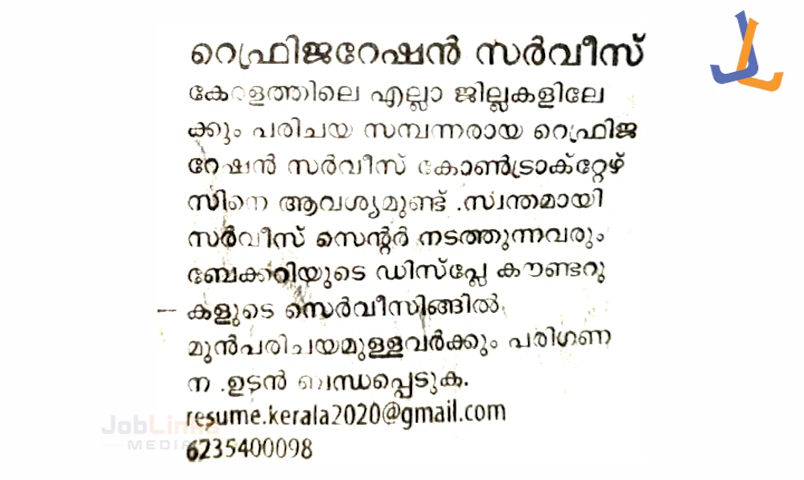 റെഫ്രിജറേഷൻ സർവീസ്
കേരളത്തിലെ എല്ലാ ജില്ലകളിലേ
ക്കും പരിചയ സമ്പന്നരായ റെഫ്രിജ
റേഷൻ സർവീസ് കോൺട്രാക്റ്റേഴ്
സിനെ ആവശ്യമുണ്ട് .സ്വന്തമായി
സർവീസ് സെന്റർ നടത്തുന്നവരും
ബേക്കറിയുടെ ഡിസ്പ്ലേ കൗണ്ടറു
കളുടെ സെർവീസിങ്ങിൽ
മുൻപരിചയമുള്ളവർക്കും പരിഗണ
ന .ഉടൻ ബന്ധപ്പെടുക.
resume.kerala2020@gmail.com
JobLinks
MEDIA
6235400098